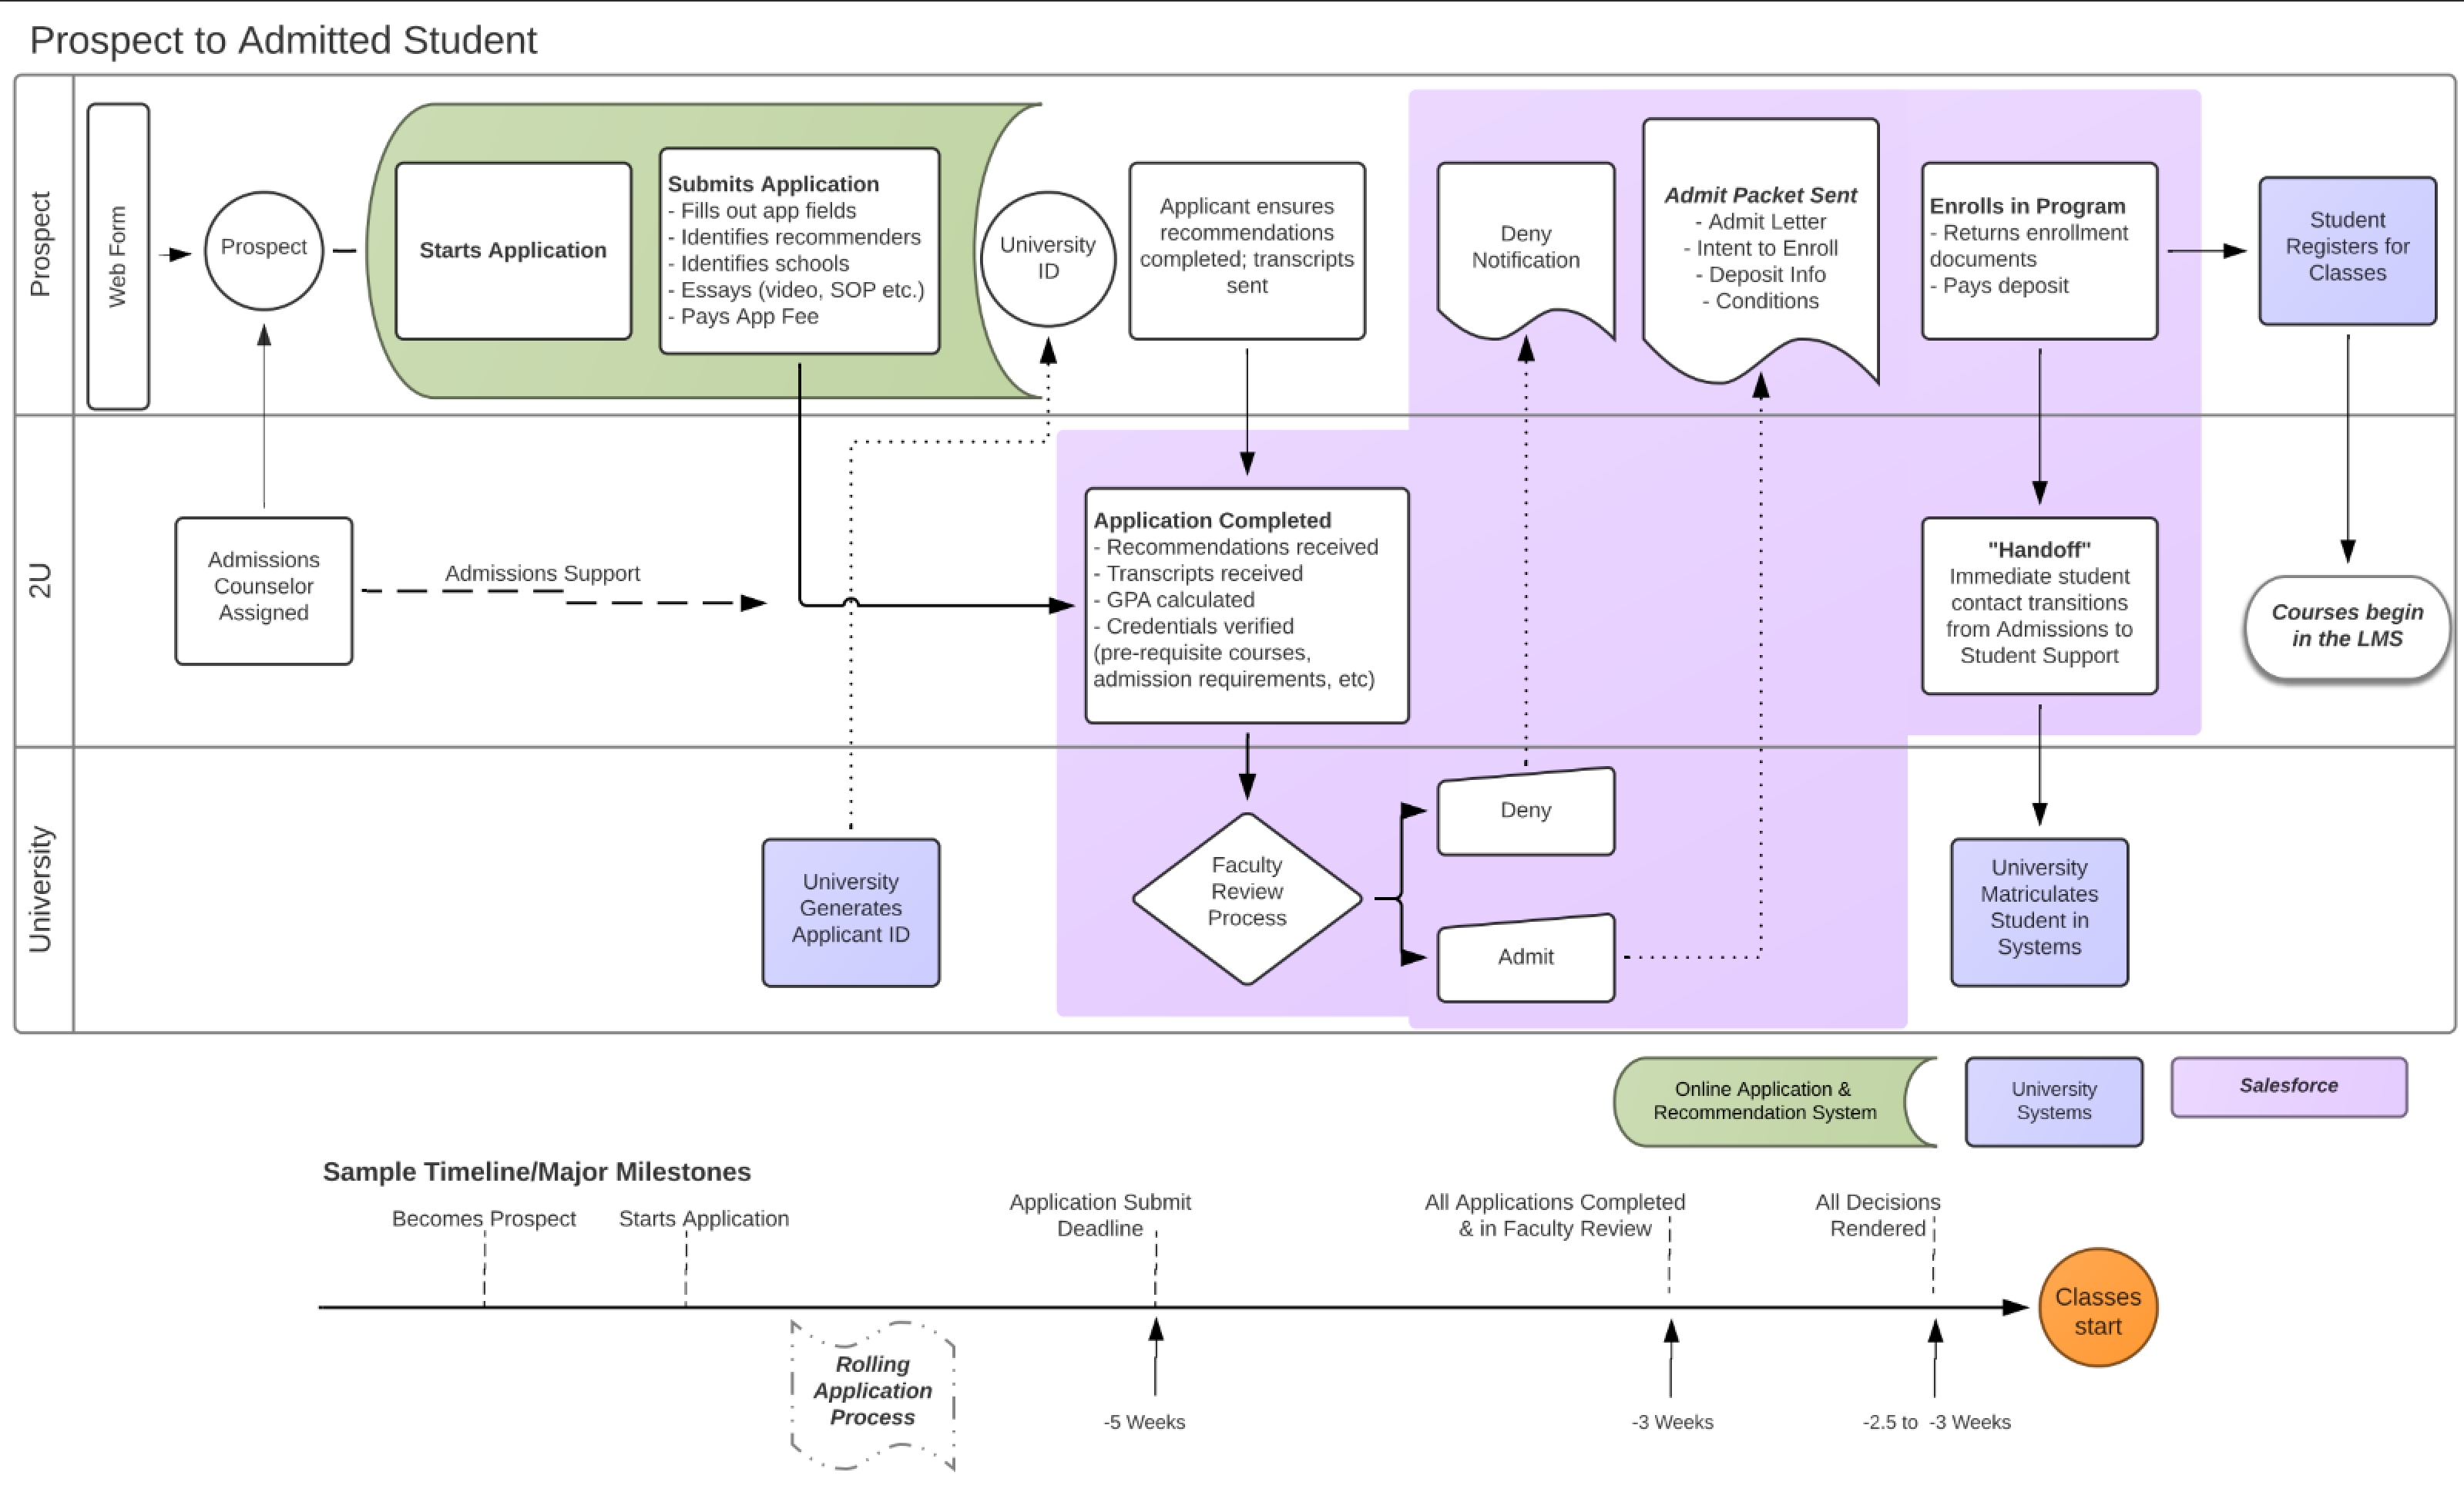 Prospect to Admitted Student
Prospect
Web Form
Prospect
Starts Application
Submits Application
- Fills out app fields
- Identifies recommenders
- Identifies schools
- Essays (video, SOP etc.)
- Pays App Fee
University
ID
Applicant ensures
recommendations
completed; transcripts
sent
Deny
Notification
Admit Packet Sent
- Admit Letter
- Intent to Enroll
- Deposit Info
- Conditions
Enrolls in Program
- Returns enrollment
documents
- Pays deposit
Student
Registers for
Classes
2U
Admissions
Counselor
Assigned
Admissions Support
Application Completed
- Recommendations received
- Transcripts received
- GPA calculated
- Credentials verified
(pre-requisite courses,
admission requirements, etc)
"Handoff"
Immediate student
contact transitions
from Admissions to
Student Support
Courses begin
in the LMS
University
University
Generates
Applicant ID
Faculty
Review
Process
Deny
Admit
University
Matriculates
Student in
Systems
Online Application &
Recommendation System
University
Systems
Salesforce
Sample Timeline/Major Milestones
Becomes Prospect
Starts Application
Application Submit
Deadline
All Applications Completed
& in Faculty Review
All Decisions
Rendered
Classes
start
Rolling
Application
Process
-5 Weeks
-3 Weeks
-2.5 to -3 Weeks